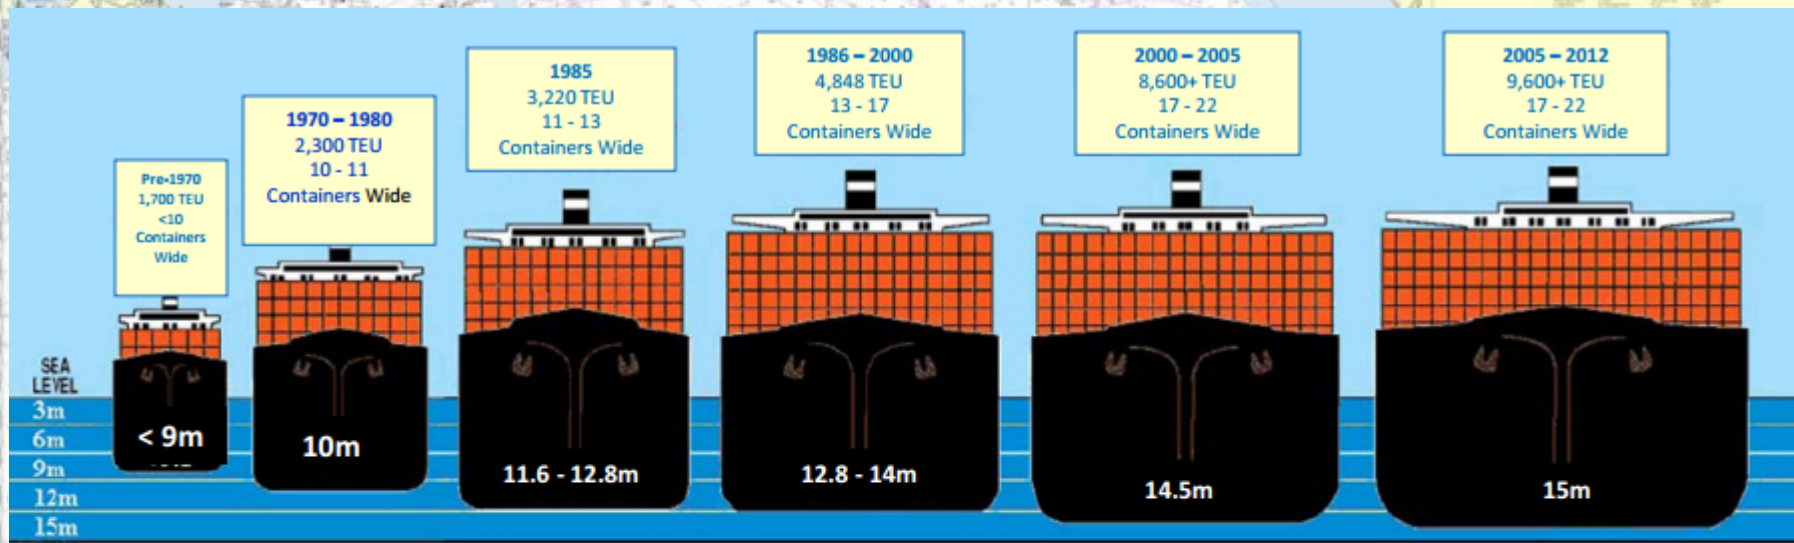 Pre-1970
1,700 TEU
<10
Containers
Wide
1970 – 1980
2,300 TEU
10 - 11
Containers Wide
1985
3,220 TEU
11 - 13
Containers Wide
1986 – 2000
4,848 TEU
13 - 17
Containers Wide
2000 – 2005
8,600+ TEU
17 - 22
Containers Wide
2005 – 2012
9,600+ TEU
17 - 22
Containers Wide
SEA
LEVEL
3m
6m
9m
12m
15m
< 9m
10m
11.6 - 12.8m
12.8 - 14m
14.5m
15m